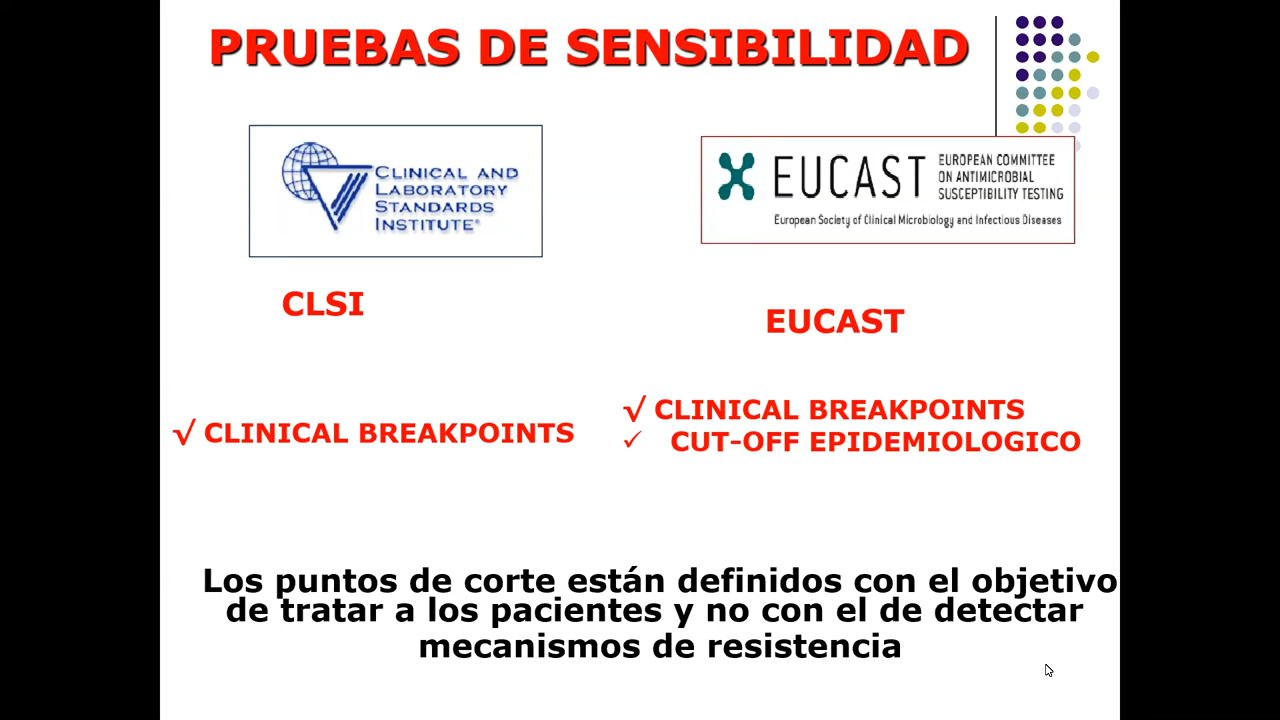 PRUEBAS DE SENSIBILIDAD
CLINICAL AND
LABORATORY
STANDARDS
INSTITUTE®
EUCAST
EUROPEAN COMMITTEE
ON ANTIMICROBIAL
SUSCEPTIBILITY TESTING
European Society of Clinical Microbiology and Infectious Diseases
CLSI
EUCAST
√ CLINICAL BREAKPOINTS
√ CLINICAL BREAKPOINTS
✓ CUT-OFF EPIDEMIOLOGICO
Los puntos de corte están definidos con el objetivo
de tratar a los pacientes y no con el de detectar
mecanismos de resistencia